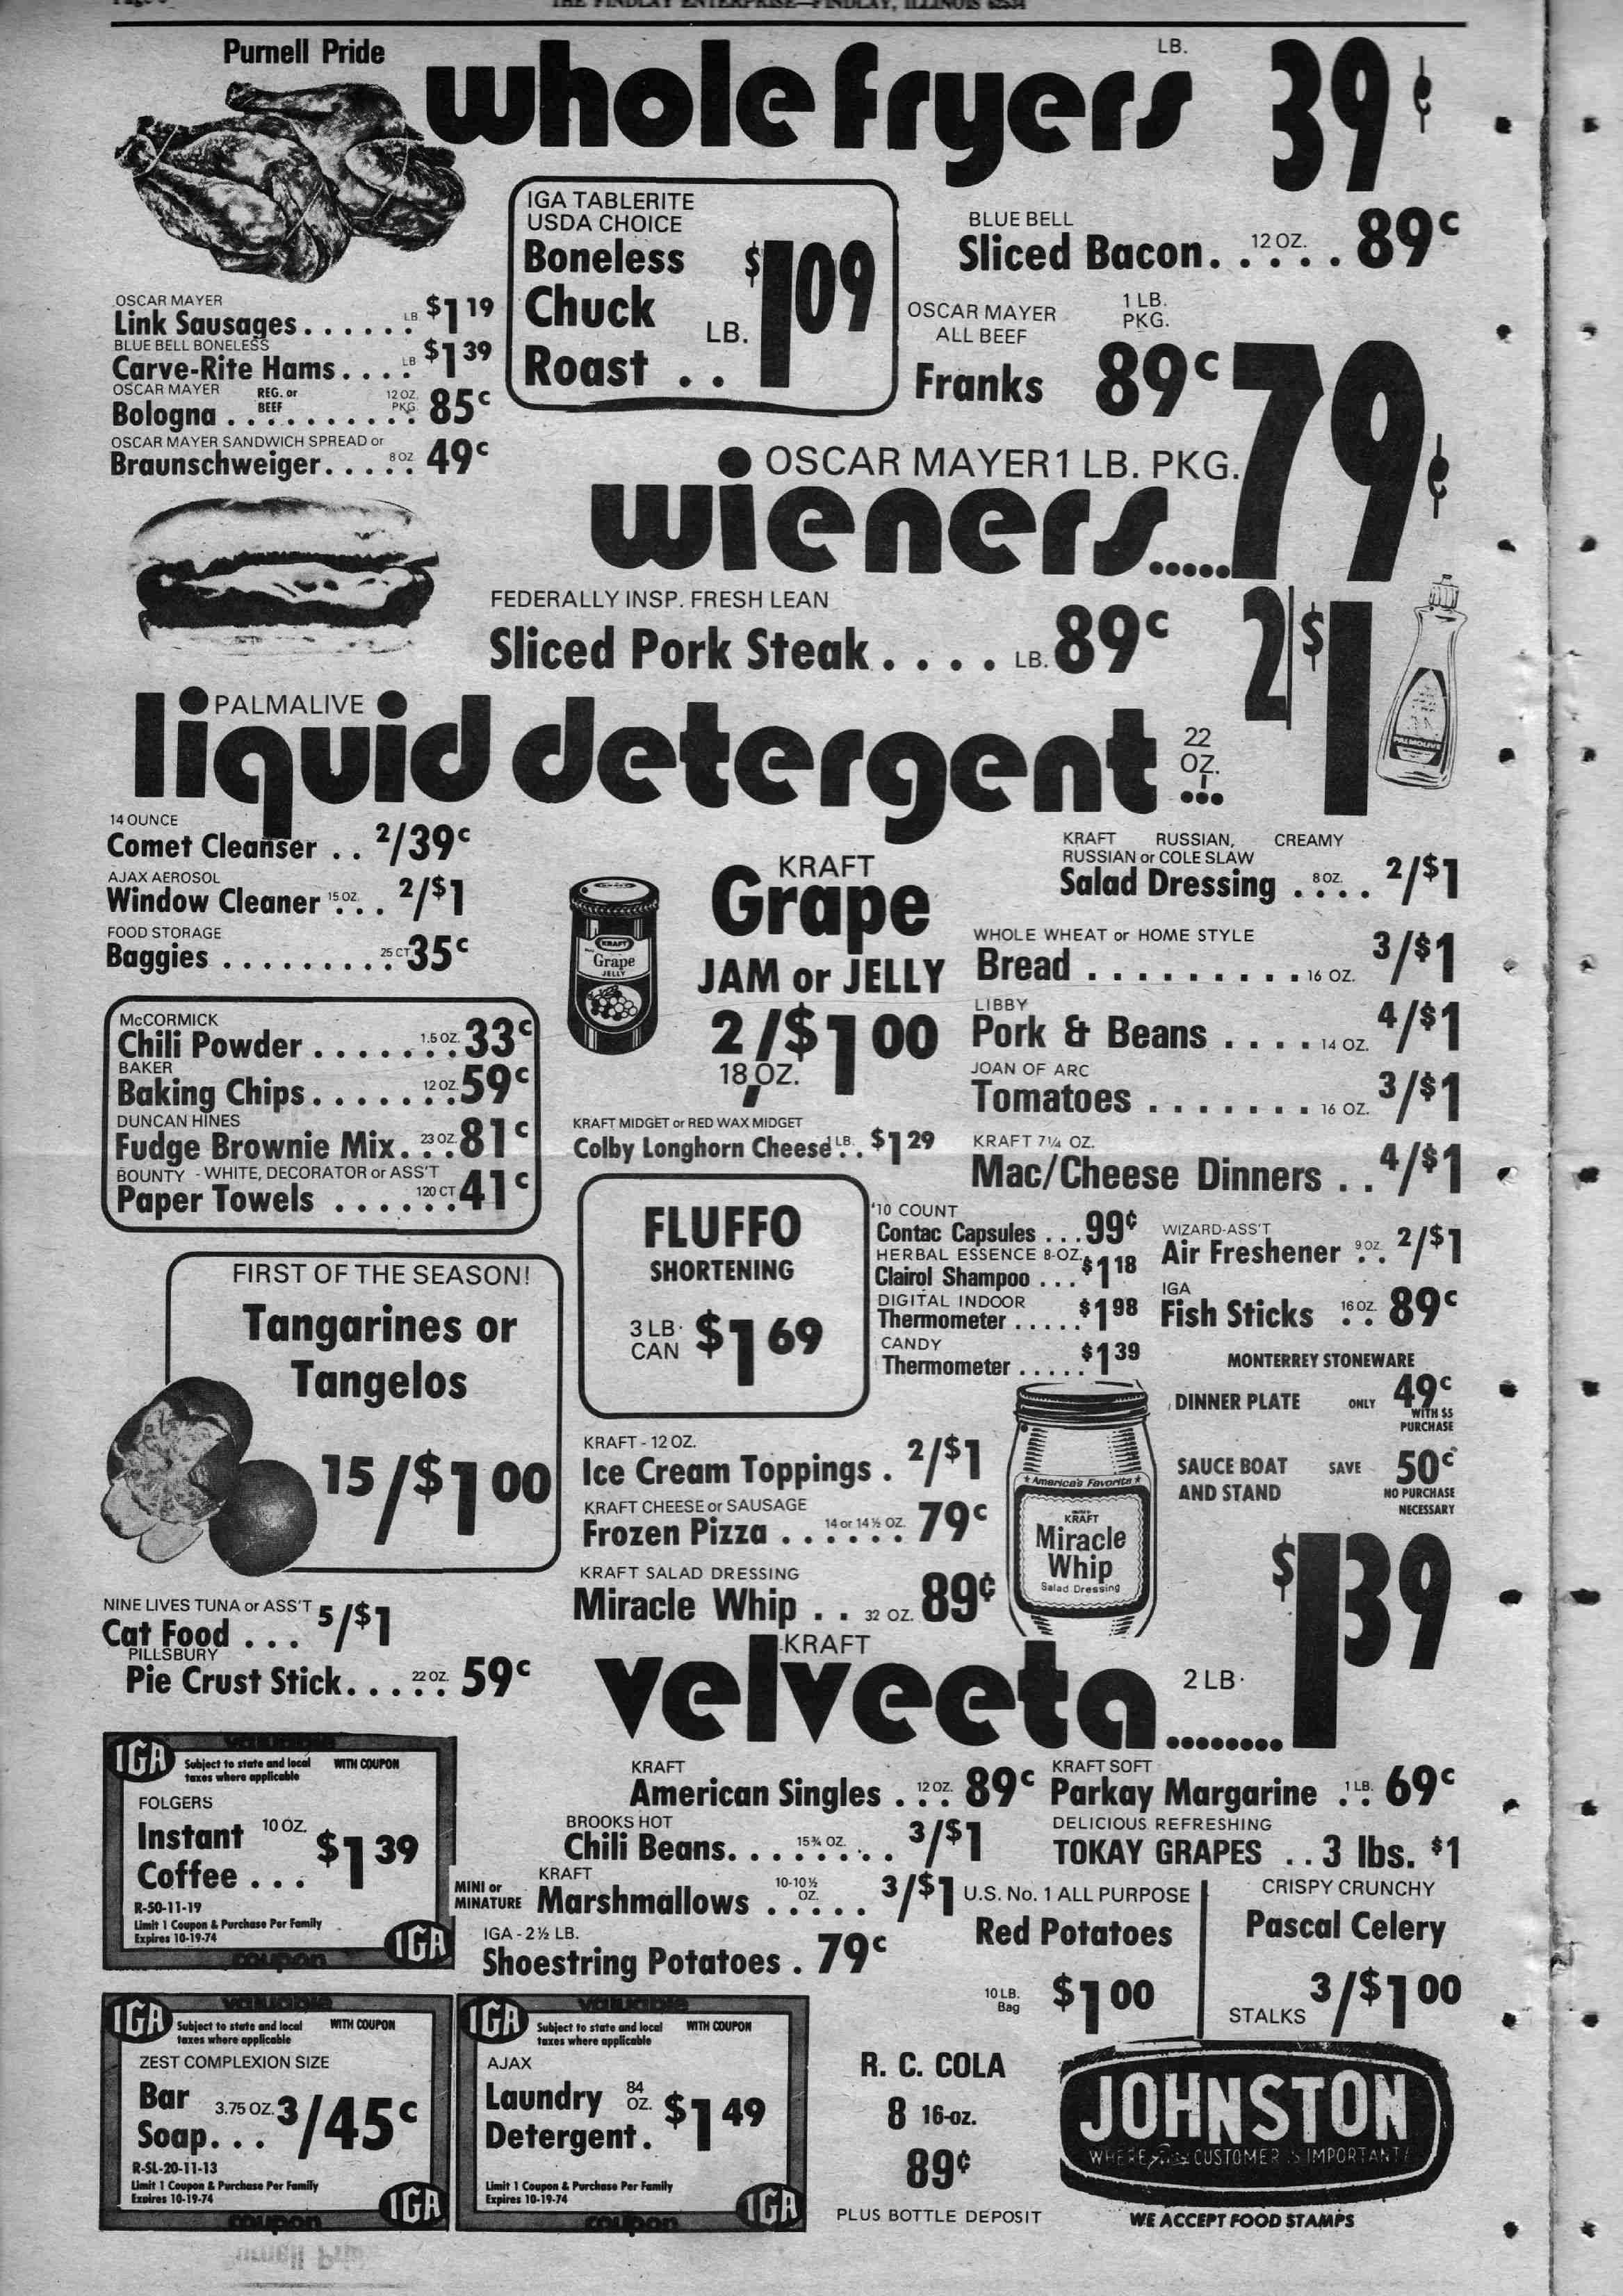 THE FINDLAY ENTERPRISE—FINDLAY, ILLINOIS 62534
Purnell Pride
whole fryers LB. 39¢
IGA TABLERITE
USDA CHOICE
Boneless
Chuck
Roast . . LB. $1 09
BLUE BELL
Sliced Bacon. . . . . . 12 OZ. 89c
OSCAR MAYER
ALL BEEF
Franks 1 LB. PKG. 89c
OSCAR MAYER
Link Sausages . . . . . . LB $1 19
BLUE BELL BONELESS
Carve-Rite Hams . . . . LB $1 39
OSCAR MAYER REG. or BEEF
Bologna . . . . . . . . . . 12 OZ. PKG. 85c
OSCAR MAYER SANDWICH SPREAD or
Braunschweiger. . . . . . 8 OZ. 49c
OSCAR MAYER 1 LB. PKG.
wieners..... 79¢
FEDERALLY INSP. FRESH LEAN
Sliced Pork Steak . . . . LB. 89c
PALMALIVE
liquid detergent 22 OZ. ... 2/$1
PALMOLIVE
14 OUNCE
Comet Cleanser . . 2/39c
AJAX AEROSOL
Window Cleaner 15 OZ. . . . 2/$1
FOOD STORAGE
Baggies . . . . . . . . . 25 CT 35c
McCORMICK
Chili Powder . . . . . . . . 1.5 OZ. 33c
BAKER
Baking Chips. . . . . . . . 12 OZ. 59c
DUNCAN HINES
Fudge Brownie Mix. . . . 23 OZ. 81c
BOUNTY - WHITE, DECORATOR or ASS'T
Paper Towels . . . . . . . 120 CT 41c
KRAFT
Grape
JELLY
KRAFT
Grape
JAM or JELLY
2/$1 00
18 OZ.
KRAFT MIDGET or RED WAX MIDGET
Colby Longhorn Cheese LB. . . $1 29
KRAFT RUSSIAN, CREAMY
RUSSIAN or COLE SLAW
Salad Dressing . . . . 8 OZ. 2/$1
WHOLE WHEAT or HOME STYLE
Bread . . . . . . . . . . 16 OZ. 3/$1
LIBBY
Pork & Beans . . . . . 14 OZ. 4/$1
JOAN OF ARC
Tomatoes . . . . . . . . 16 OZ. 3/$1
KRAFT 7¼ OZ.
Mac/Cheese Dinners . . 4/$1
FLUFFO
SHORTENING
3 LB. CAN $1 69
10 COUNT
Contac Capsules . . . 99¢
HERBAL ESSENCE 8-OZ.
Clairol Shampoo . . . $1 18
DIGITAL INDOOR
Thermometer . . . . . $1 98
CANDY
Thermometer . . . . . $1 39
WIZARD-ASS'T
Air Freshener . . 9 OZ. 2/$1
IGA
Fish Sticks . . 16 OZ. 89c
MONTERREY STONEWARE
DINNER PLATE ONLY 49c
WITH $5
PURCHASE
SAUCE BOAT
AND STAND SAVE 50c
NO PURCHASE
NECESSARY
FIRST OF THE SEASON!
Tangarines or
Tangelos
15/$1 00
KRAFT - 12 OZ.
Ice Cream Toppings . 2/$1
KRAFT CHEESE or SAUSAGE
Frozen Pizza . . . . . . 14 or 14½ OZ. 79c
KRAFT SALAD DRESSING
Miracle Whip . . 32 OZ. 89¢
America's Favorite
KRAFT
Miracle
Whip
Salad Dressing
NINE LIVES TUNA or ASS'T
Cat Food . . . 5/$1
PILLSBURY
Pie Crust Stick. . . . . . 22 OZ. 59c
KRAFT
velveeta........ 2 LB. $1 39
KRAFT
American Singles . . . 12 OZ. 89c
KRAFT SOFT
Parkay Margarine . . 1 LB. 69c
BROOKS HOT
Chili Beans. . . . . . . . . 15¾ OZ. 3/$1
DELICIOUS REFRESHING
TOKAY GRAPES . . 3 lbs. $1
MINI or
MINATURE
KRAFT
Marshmallows . . . . . 10-10½ OZ. 3/$1
IGA - 2½ LB.
Shoestring Potatoes . 79c
U.S. No. 1 ALL PURPOSE
Red Potatoes
10 LB. Bag $1 00
CRISPY CRUNCHY
Pascal Celery
STALKS 3/$1 00
valuable
IGA
Subject to state and local
taxes where applicable
WITH COUPON
FOLGERS
Instant
Coffee . . . 10 OZ. $1 39
R-50-11-19
Limit 1 Coupon & Purchase Per Family
Expires 10-19-74
IGA
coupon
valuable
IGA
Subject to state and local
taxes where applicable
WITH COUPON
ZEST COMPLEXION SIZE
Bar
Soap. . . 3.75 OZ. 3/45c
R-SL-20-11-13
Limit 1 Coupon & Purchase Per Family
Expires 10-19-74
IGA
coupon
valuable
IGA
Subject to state and local
taxes where applicable
WITH COUPON
AJAX
Laundry
Detergent . 84 OZ. $1 49
Limit 1 Coupon & Purchase Per Family
Expires 10-19-74
IGA
coupon
R. C. COLA
8 16-oz.
89¢
PLUS BOTTLE DEPOSIT
JOHNSTON
WHERE CUSTOMER IS IMPORTANT!
WE ACCEPT FOOD STAMPS